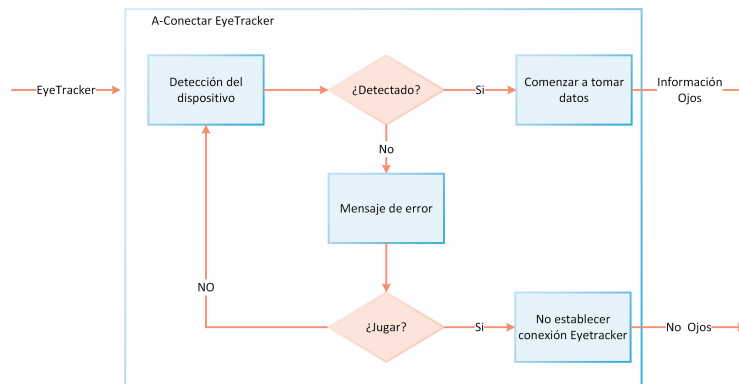 A-Conectar EyeTracker
EyeTracker
Detección del
dispositivo
¿Detectado?
Si
Comenzar a tomar
datos
Información
Ojos
No
Mensaje de error
NO
¿Jugar?
Si
No establecer
conexión Eyetracker
No Ojos